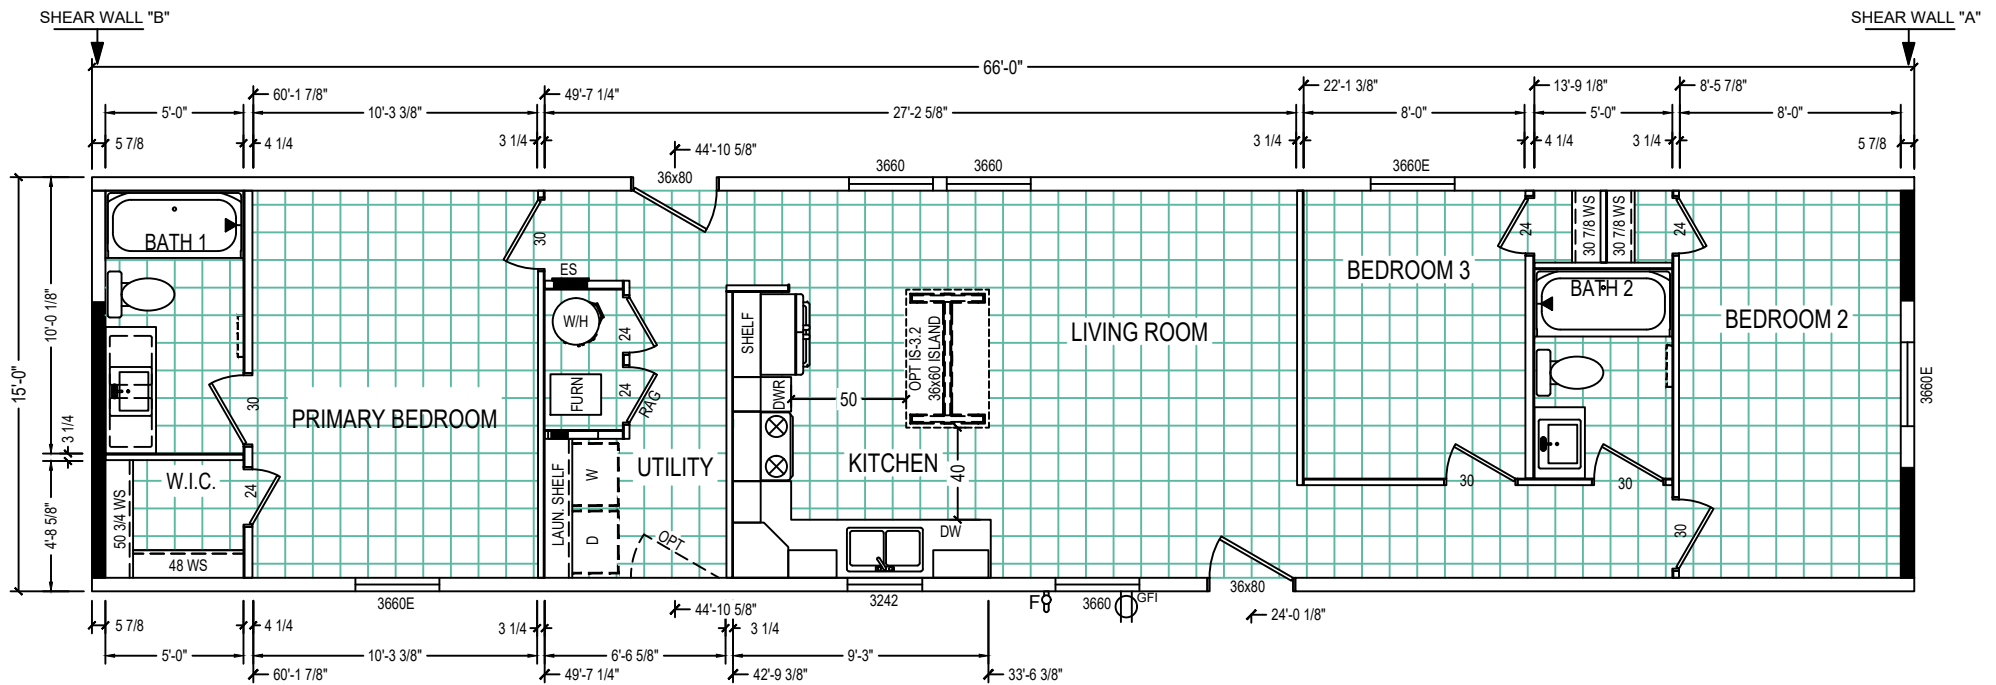 SHEAR WALL "B"
SHEAR WALL "A"
66'-0"
60'-1 7/8"
49'-7 1/4"
22'-1 3/8"
13'-9 1/8"
8'-5 7/8"
5'-0"
10'-3 3/8"
27'-2 5/8"
8'-0"
5'-0"
8'-0"
5 7/8
4 1/4
3 1/4
44'-10 5/8"
3 1/4
4 1/4
3 1/4
5 7/8
36x80
3660
3660
3660E
BATH 1
30
ES
W/H
24
FURN
24
RAG
SHELF
DWR
50
OPT IS-3.2
36x60 ISLAND
LIVING ROOM
BEDROOM 3
24
30 7/8 WS
30 7/8 WS
24
BATH 2
BEDROOM 2
3660E
15'-0"
10'-0 1/8"
3 1/4
4'-8 5/8"
30
PRIMARY BEDROOM
W.I.C.
24
50 3/4 WS
48 WS
UTILITY
LAUN. SHELF
W
D
OPT
KITCHEN
40
DW
30
30
30
3660E
3242
F
3660
GFI
36x80
5 7/8
4 1/4
3 1/4
44'-10 5/8"
3 1/4
24'-0 1/8"
5'-0"
10'-3 3/8"
6'-6 5/8"
9'-3"
60'-1 7/8"
49'-7 1/4"
42'-9 3/8"
33'-6 3/8"